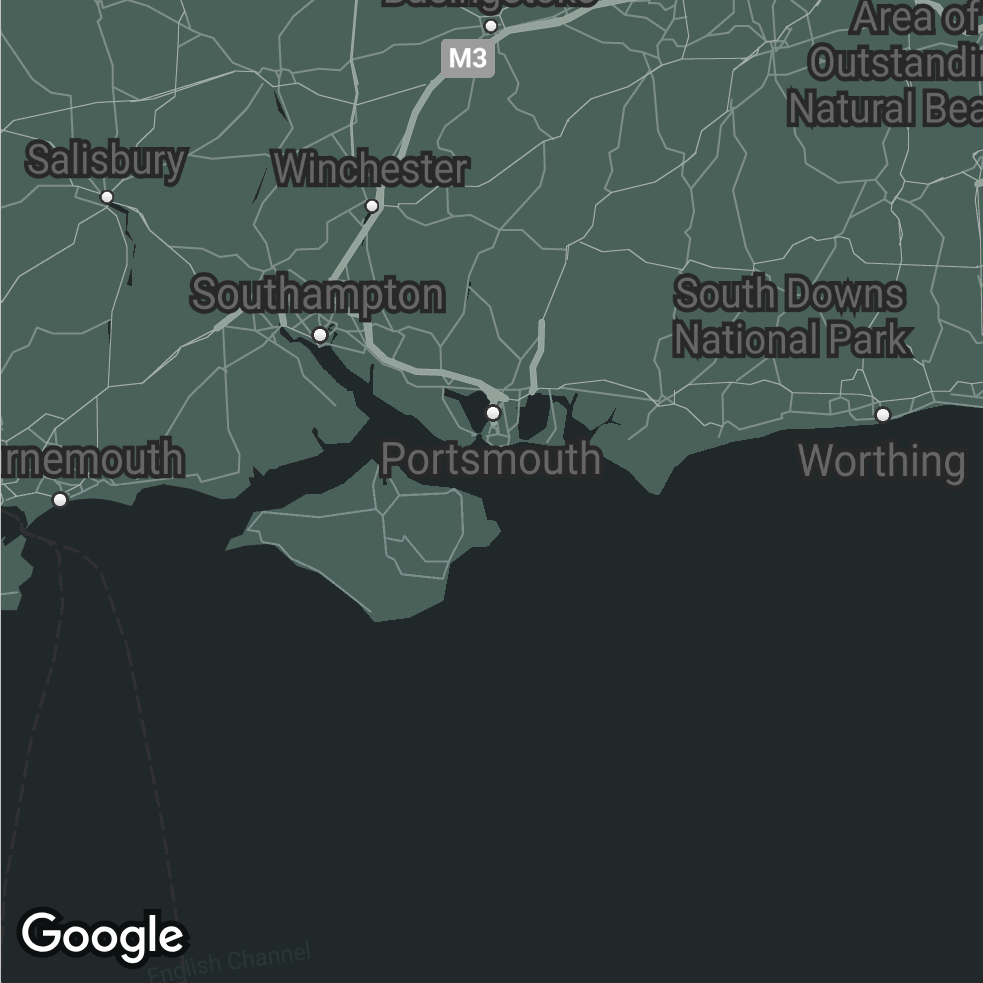 Basingstoke
M3
Area of
Outstandi
Natural Bea
Salisbury
Winchester
Southampton
South Downs
National Park
rnemouth
Portsmouth
Worthing
Google
English Channel